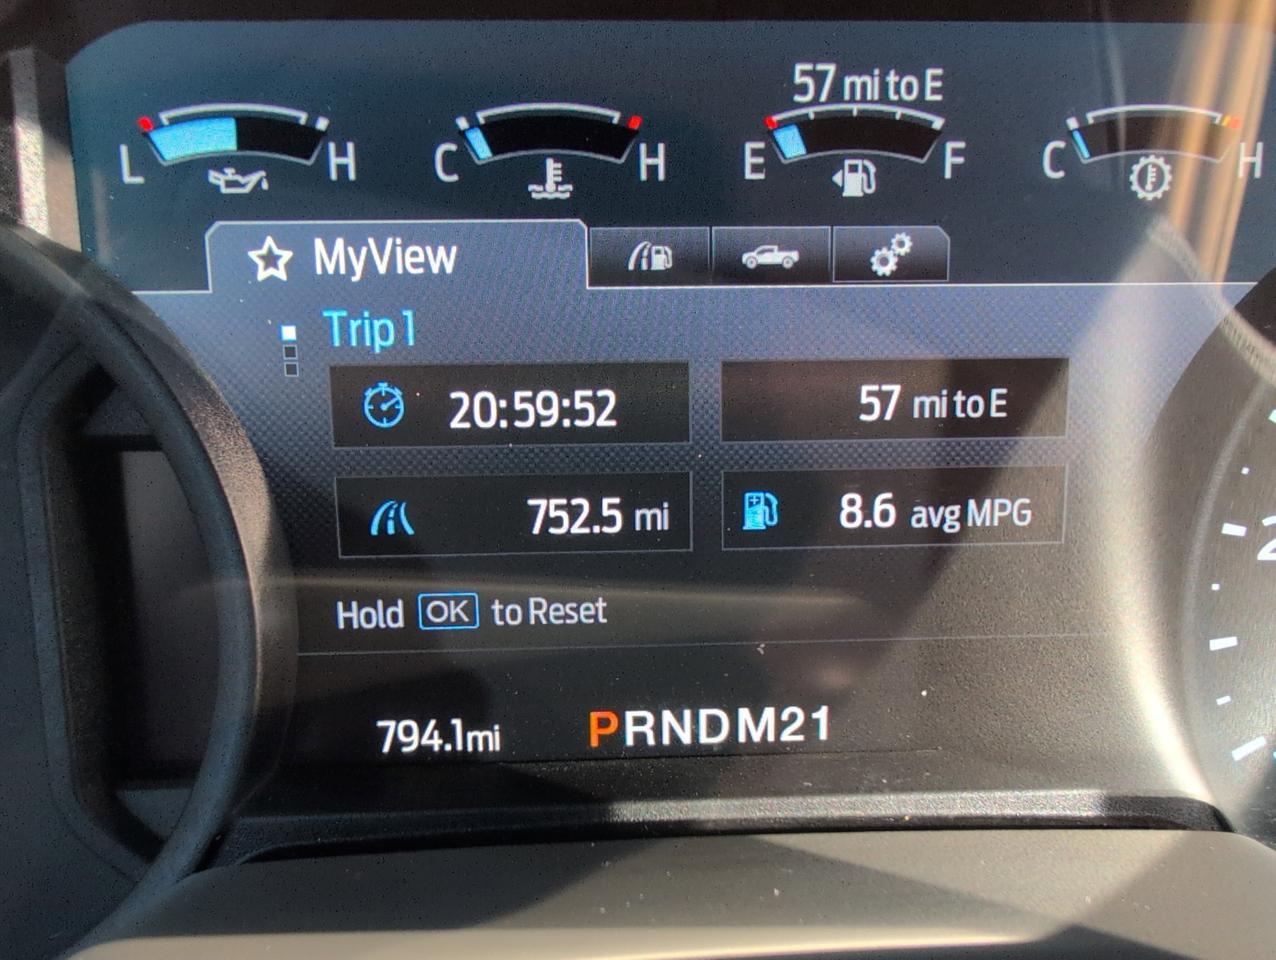 57 mi to E
L H C H E F C H
MyView
Trip 1
20:59:52
57 mi to E
752.5 mi
8.6 avg MPG
Hold OK to Reset
794.1mi
PRNDM21